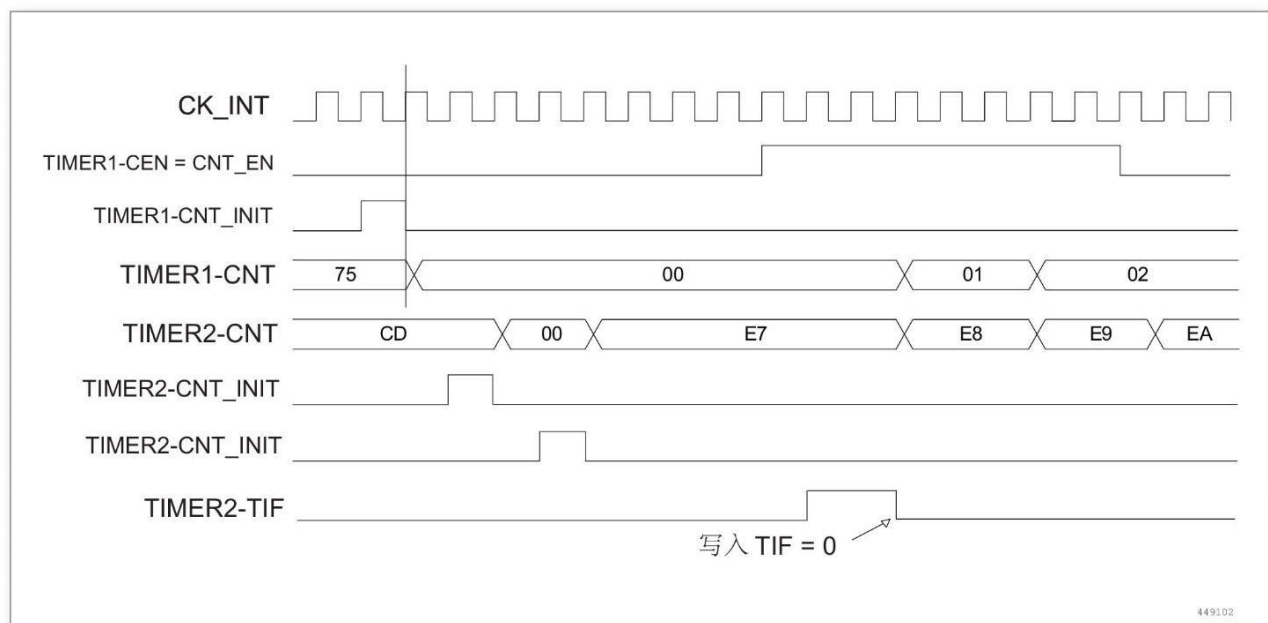 CK_INT
TIMER1-CEN = CNT_EN
TIMER1-CNT_INIT
TIMER1-CNT 75 00 01 02
TIMER2-CNT CD 00 E7 E8 E9 EA
TIMER2-CNT_INIT
TIMER2-CNT_INIT
TIMER2-TIF
写入 TIF = 0
449102